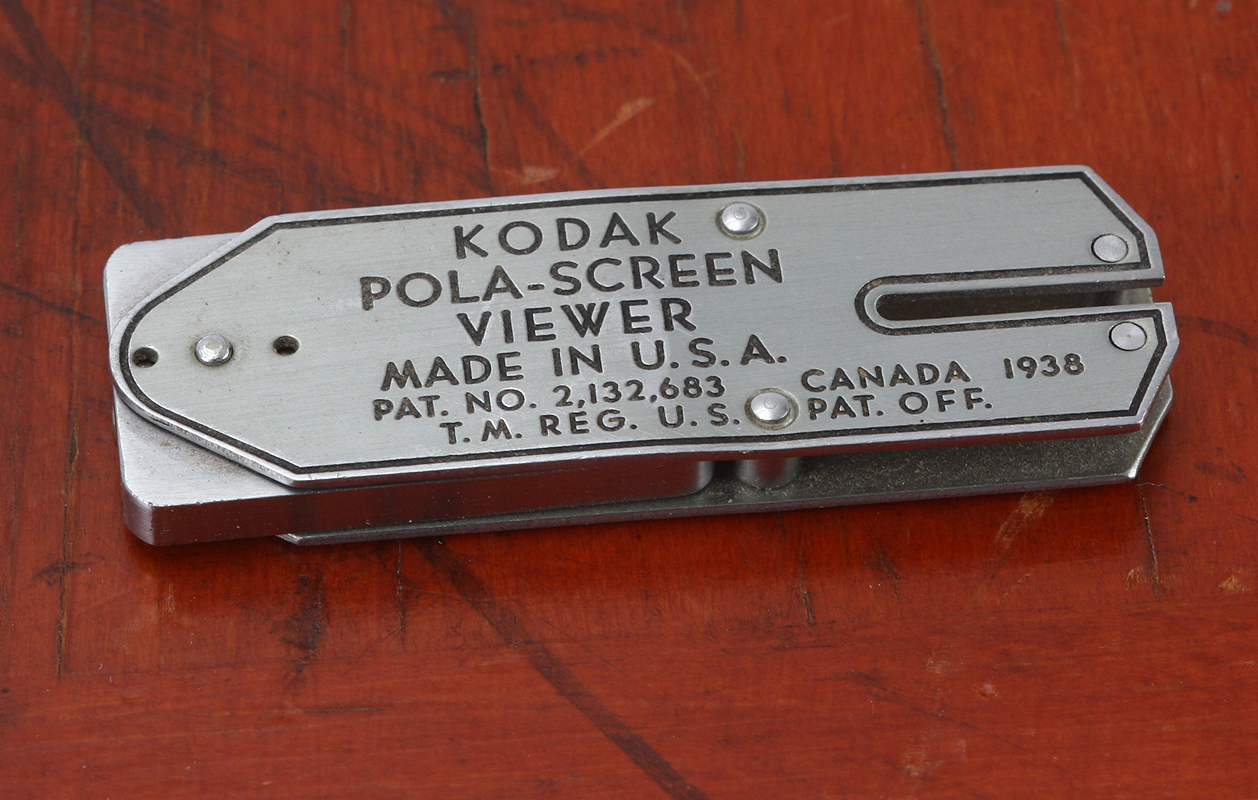 KODAK
POLA-SCREEN
VIEWER
MADE IN U.S.A.
PAT. NO. 2,132,683 CANADA 1938
T.M. REG. U.S. PAT. OFF.